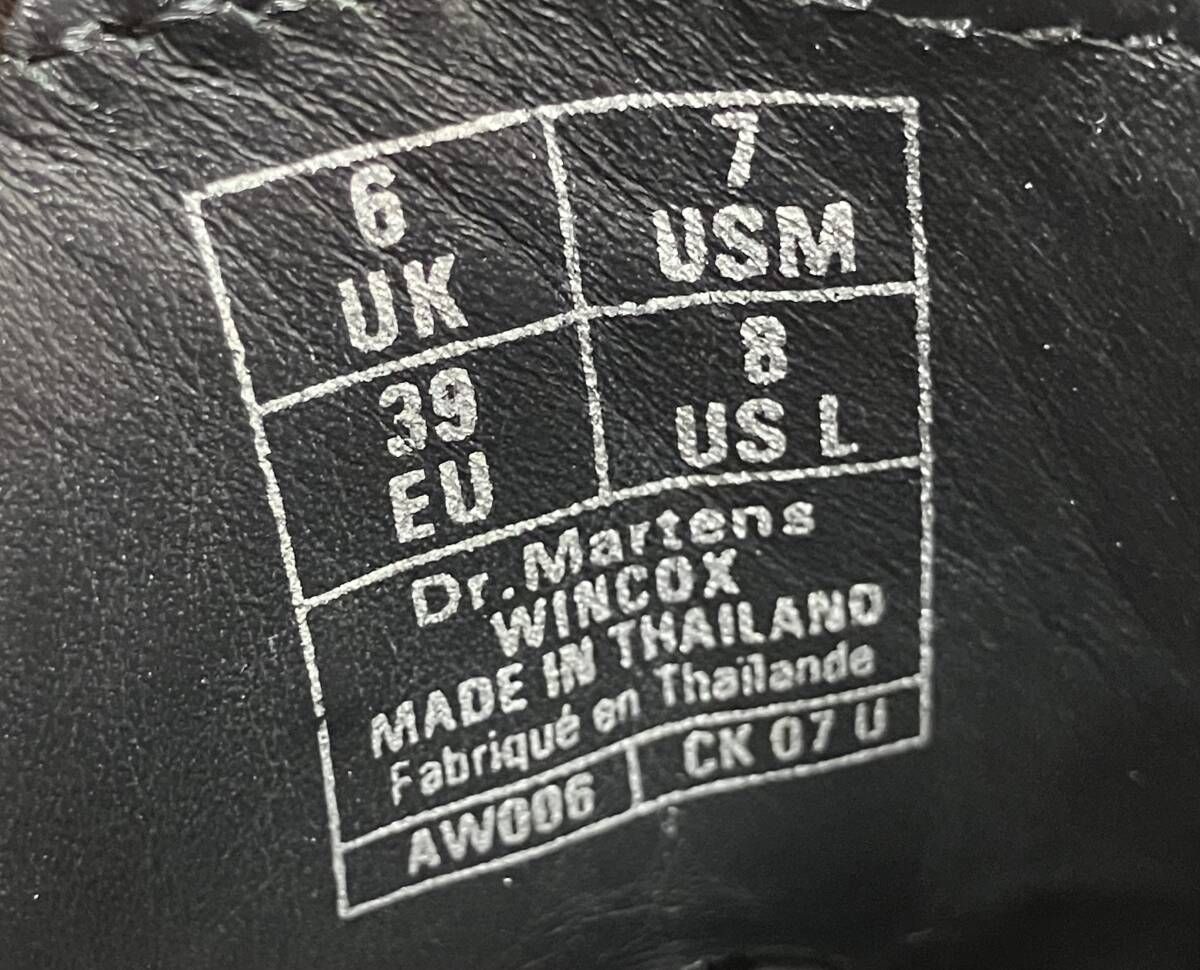 6
UK
7
USM
39
EU
8
US L
Dr. Martens
WINCOX
MADE IN THAILAND
Fabriqué en Thaïlande
AW006
CK 07 U